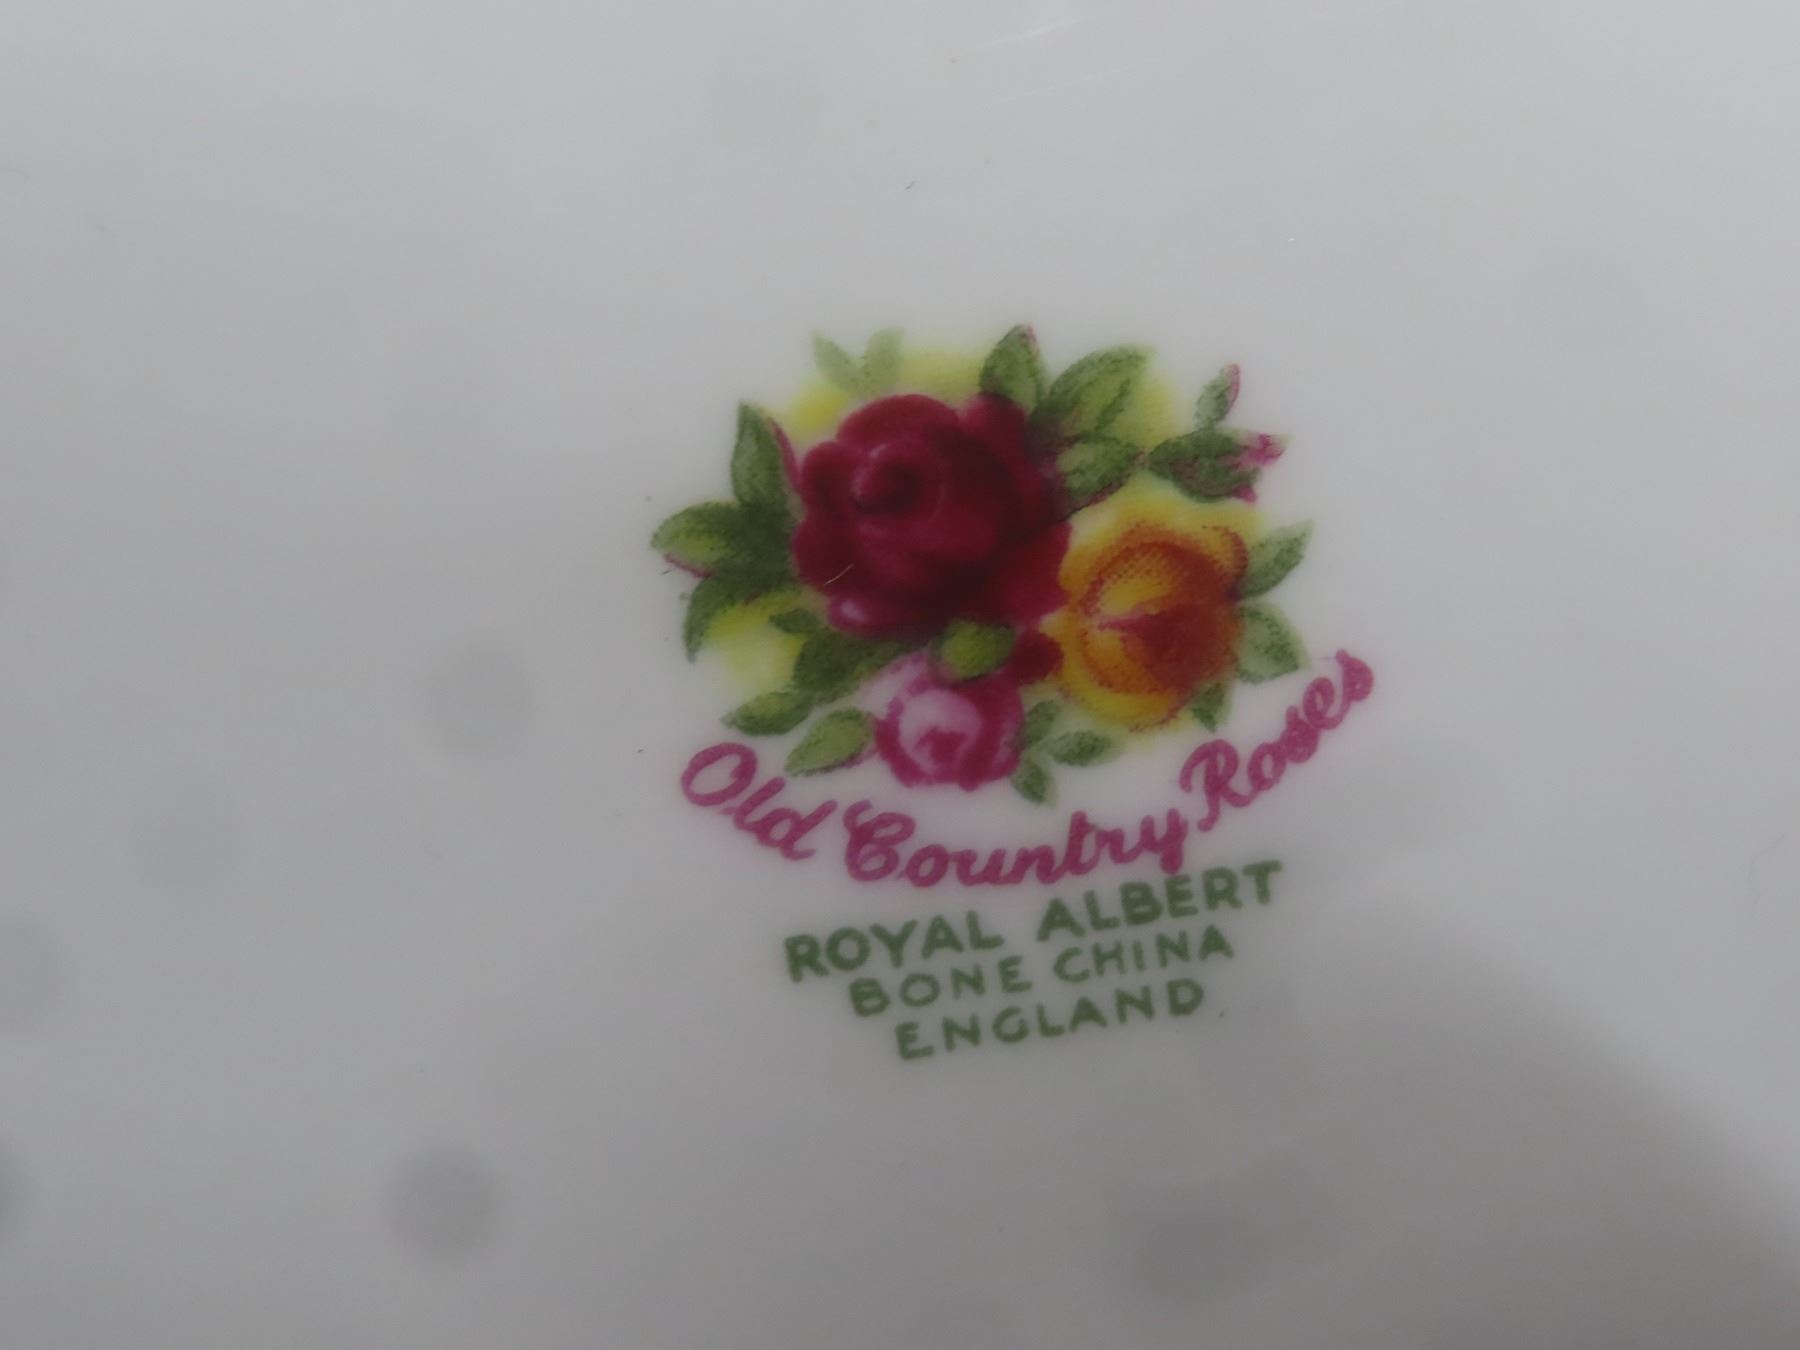 Old Country Roses
ROYAL ALBERT
BONE CHINA
ENGLAND